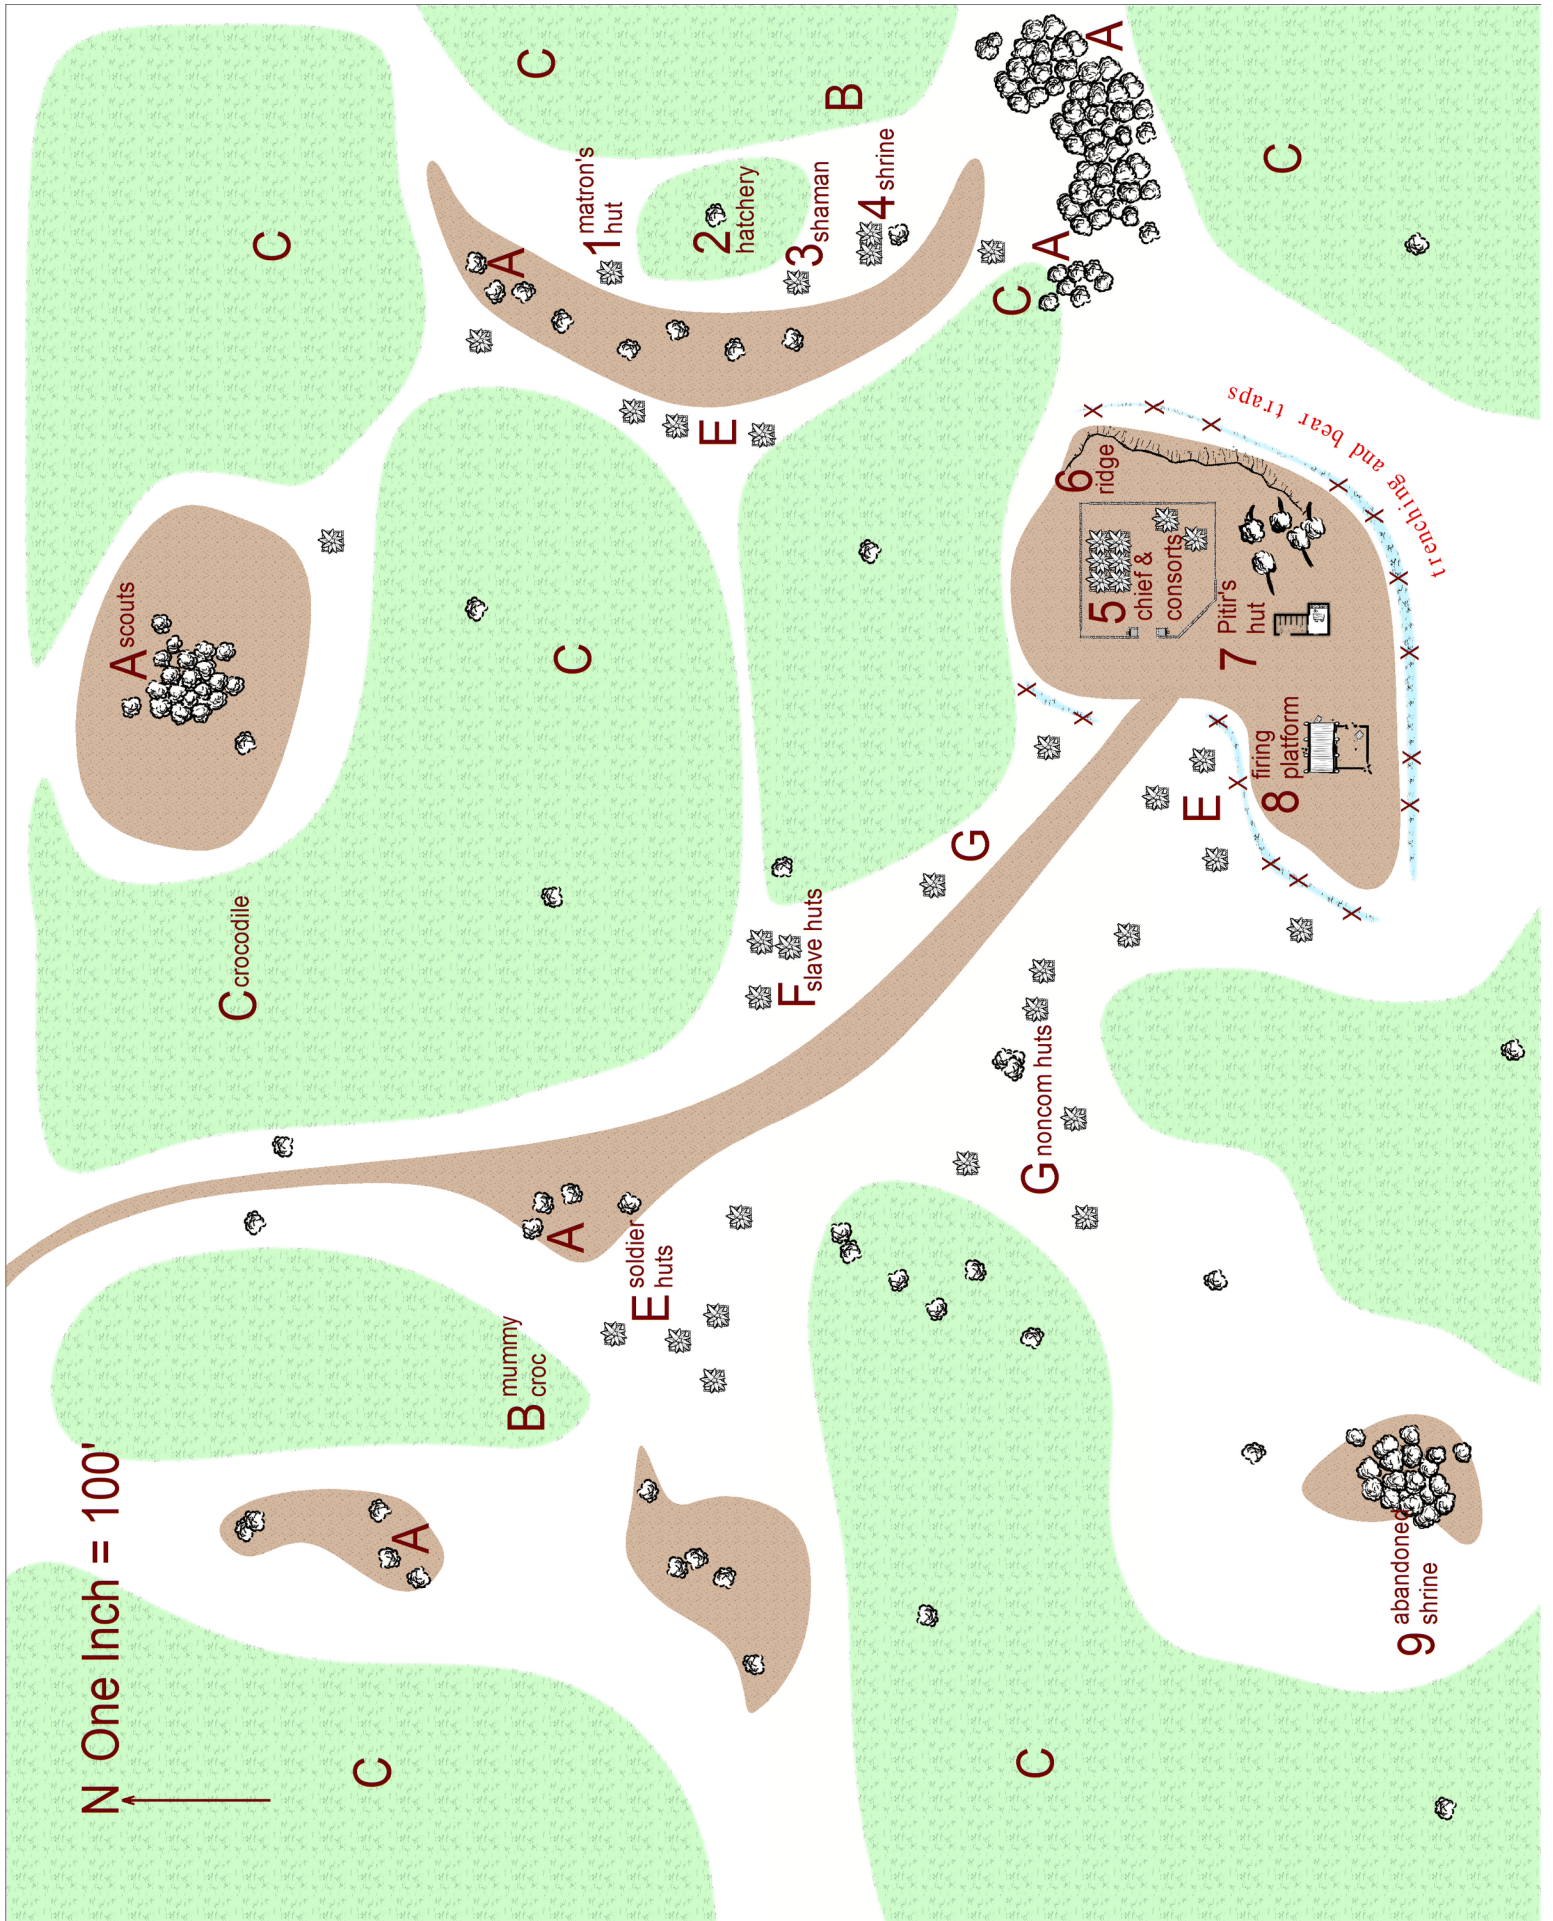 N One Inch = 100'
A scouts
C crocodile
C
C
A
A
B mummy
croc
C
A
C
1 matron's
hut
E soldier
huts
E
2
hatchery
F
slave huts
3
shaman
B
4 shrine
G
C
C
G noncom huts
A
6
ridge
A
5
chief &
consorts
E
7 Pitir's
hut
8 firing
platform
C
trenching and bear traps
9 abandoned
shrine